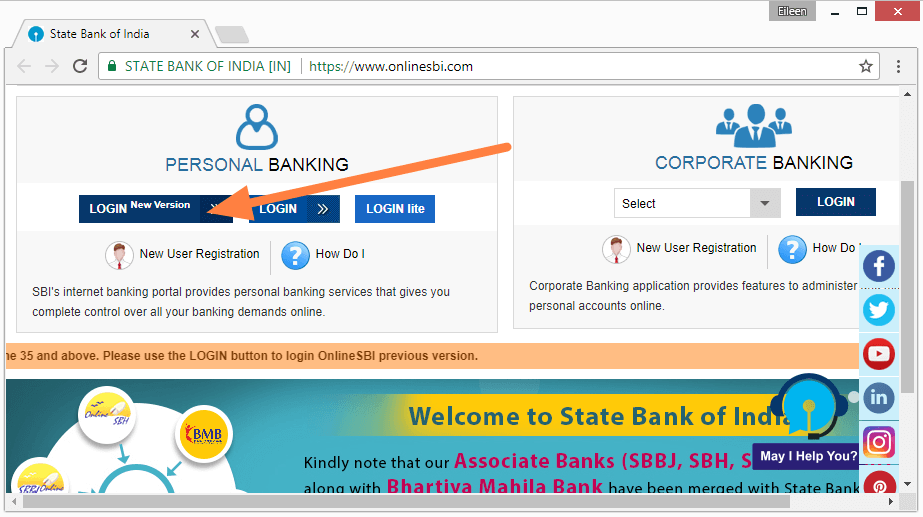 Eileen
State Bank of India
STATE BANK OF INDIA [IN] https://www.onlinesbi.com
PERSONAL BANKING
LOGIN New Version LOGIN LOGIN lite
New User Registration How Do I
SBI's internet banking portal provides personal banking services that gives you
complete control over all your banking demands online.
CORPORATE BANKING
Select LOGIN
New User Registration How Do
Corporate Banking application provides features to administer
personal accounts online.
35 and above. Please use the LOGIN button to login OnlineSBI previous version.
Online SBH
BMB
Welcome to State Bank of India
May I Help You?
Kindly note that our Associate Banks (SBBJ, SBH,
along with Bhartiya Mahila Bank have been merged with State Bank